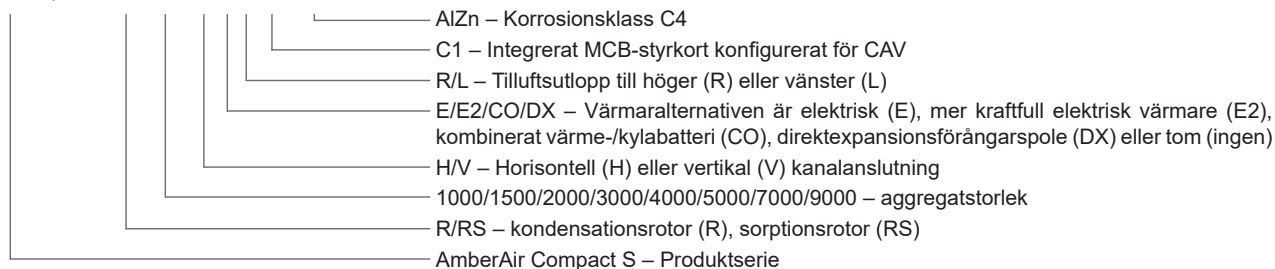 AlZn – Korrosionsklass C4
C1 – Integrerat MCB-styrkort konfigurerat för CAV
R/L – Tilluftsutlopp till höger (R) eller vänster (L)
E/E2/CO/DX – Värmaralternativen är elektrisk (E), mer kraftfull elektrisk värmare (E2),
kombinerat värme-/kylabatteri (CO), direktexpansionsförångarspole (DX) eller tom (ingen)
H/V – Horisontell (H) eller vertikal (V) kanalanslutning
1000/1500/2000/3000/4000/5000/7000/9000 – aggregatstorlek
R/RS – kondensationsrotor (R), sorptionsrotor (RS)
AmberAir Compact S – Produktserie